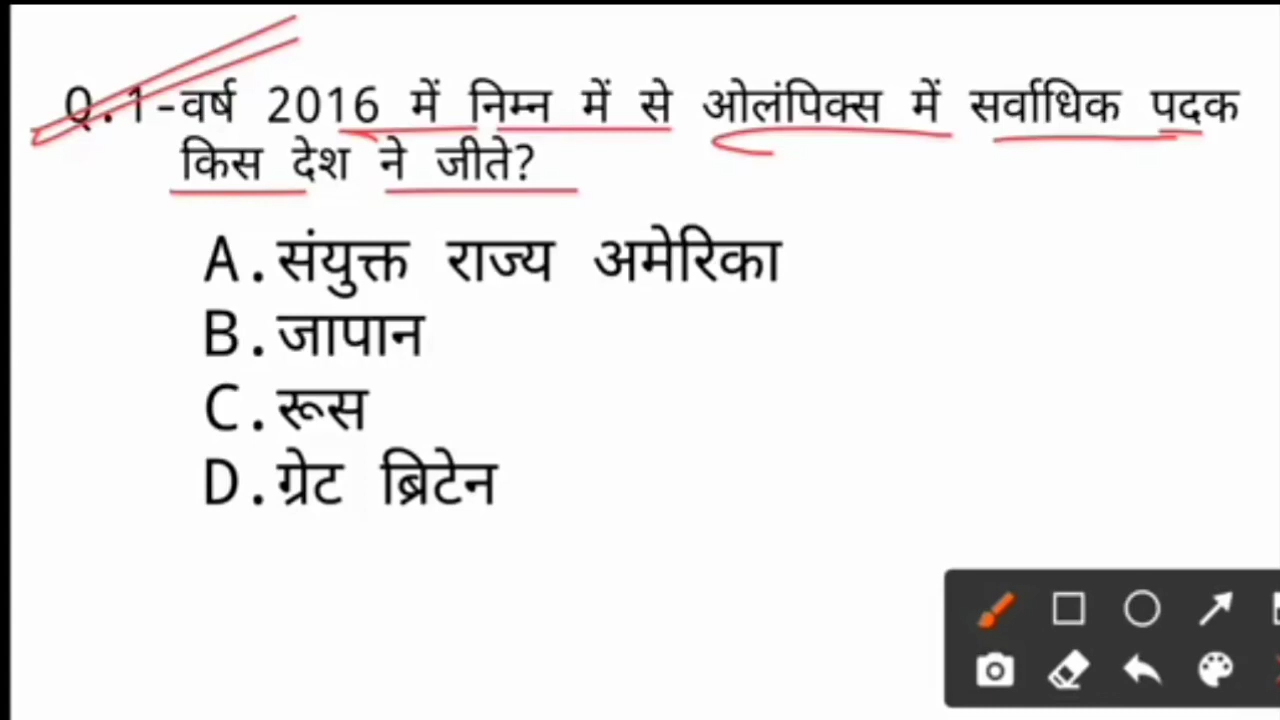 Q.1-वर्ष 2016 में निम्न में से ओलंपिक्स में सर्वाधिक पदक
किस देश ने जीते?
A.संयुक्त राज्य अमेरिका
B.जापान
C.रूस
D.ग्रेट ब्रिटेन